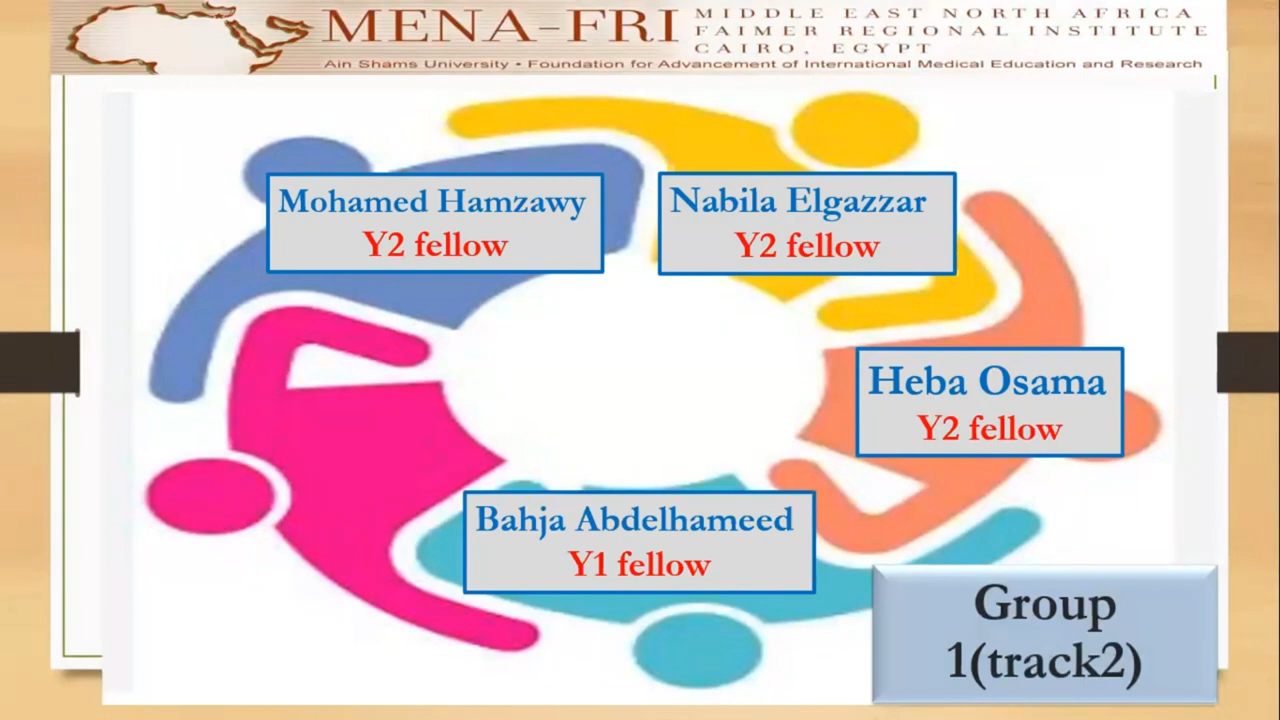 MENA-FRI
MIDDLE EAST NORTH AFRICA
FAIMER REGIONAL INSTITUTE
CAIRO, EGYPT
Ain Shams University • Foundation for Advancement of International Medical Education and Research
Mohamed Hamzawy
Y2 fellow
Nabila Elgazzar
Y2 fellow
Heba Osama
Y2 fellow
Bahja Abdelhameed
Y1 fellow
Group
1(track2)